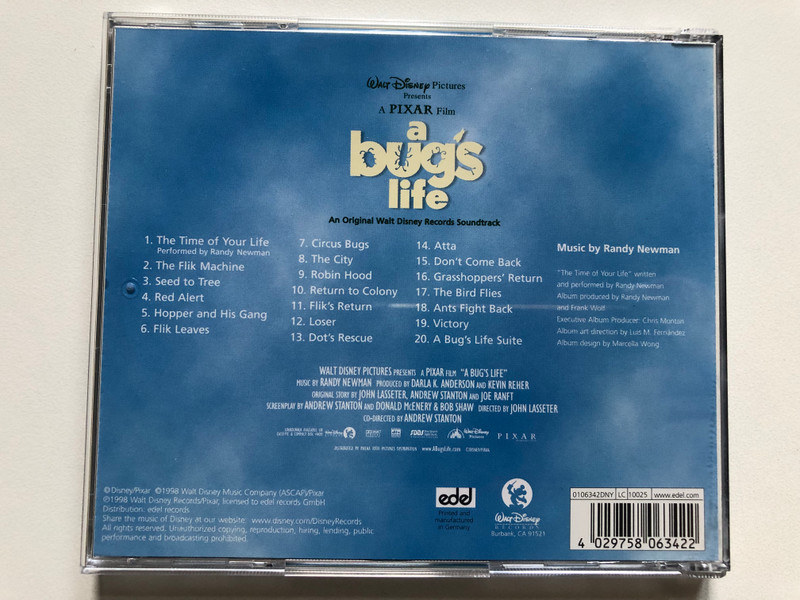 Walt Disney Pictures
Presents
A PIXAR Film
a
bug's
life
An Original Walt Disney Records Soundtrack
1. The Time of Your Life
Performed by Randy Newman
2. The Flik Machine
3. Seed to Tree
4. Red Alert
5. Hopper and His Gang
6. Flik Leaves
7. Circus Bugs
8. The City
9. Robin Hood
10. Return to Colony
11. Flik's Return
12. Loser
13. Dot's Rescue
14. Atta
15. Don't Come Back
16. Grasshoppers' Return
17. The Bird Flies
18. Ants Fight Back
19. Victory
20. A Bug's Life Suite
Music by Randy Newman
"The Time of Your Life" written
and performed by Randy Newman
Album produced by Randy Newman
and Frank Wolf
Executive Album Producer: Chris Montan
Album art direction by Luis M. Fernández
Album design by Marcella Wong
WALT DISNEY PICTURES PRESENTS A PIXAR FILM "A BUG'S LIFE"
MUSIC BY RANDY NEWMAN PRODUCED BY DARLA K. ANDERSON AND KEVIN REHER
ORIGINAL STORY BY JOHN LASSETER, ANDREW STANTON AND JOE RANFT
SCREENPLAY BY ANDREW STANTON AND DONALD McENERY & BOB SHAW DIRECTED BY JOHN LASSETER
CO-DIRECTED BY ANDREW STANTON
Walt Disney Pictures PIXAR
© Disney/Pixar ©1998 Walt Disney Music Company (ASCAP)/Pixar
℗1998 Walt Disney Records/Pixar, licensed to edel records GmbH
Distribution: edel records
Share the music of Disney at our website: www.disney.com/DisneyRecords
All rights reserved. Unauthorized copying, reproduction, hiring, lending, public
performance and broadcasting prohibited.
edel
Printed and
manufactured
in Germany
Walt Disney
RECORDS
Burbank, CA 91521
0106342DNY LC 10025 www.edel.com
4 029758 063422